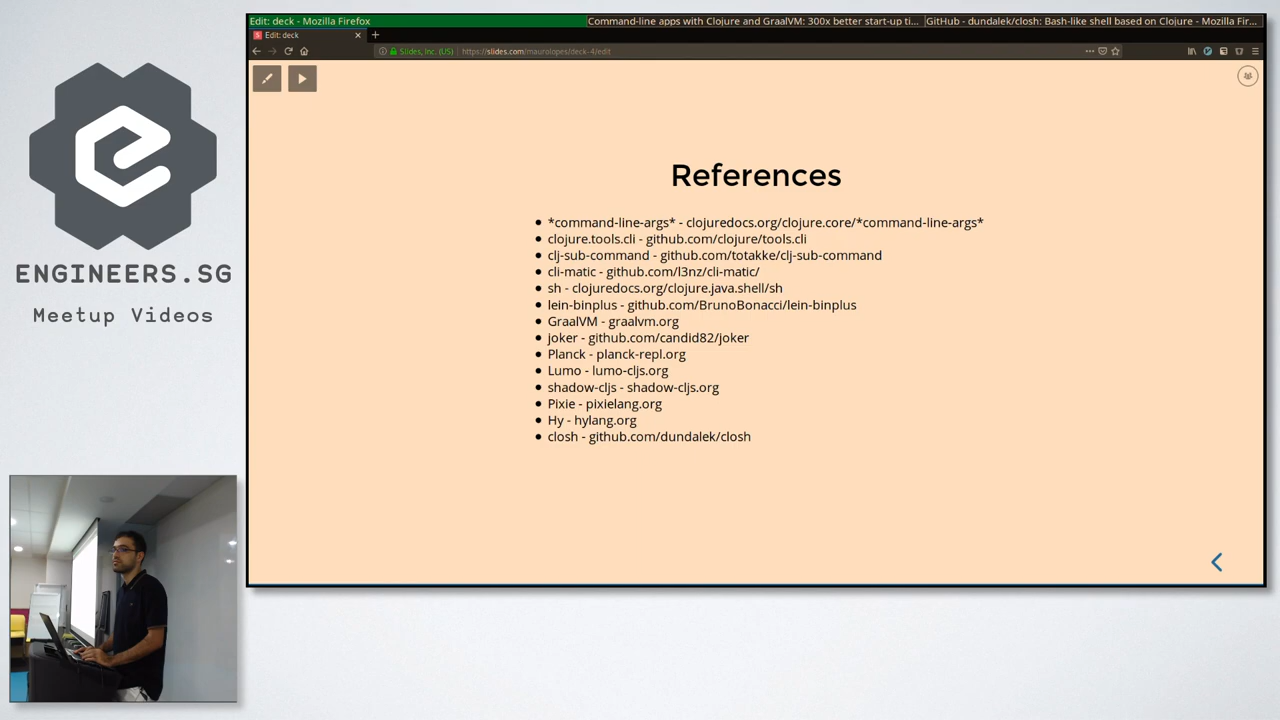 Edit: deck - Mozilla Firefox
Command-line apps with Clojure and GraalVM: 300x better start-up ti...
GitHub - dundalek/closh: Bash-like shell based on Clojure - Mozilla Fir...
Edit: deck
Slides, Inc. (US)
https://slides.com/maurolopes/deck-4/edit
ENGINEERS.SG
Meetup Videos
References
*command-line-args* - clojuredocs.org/clojure.core/*command-line-args*
clojure.tools.cli - github.com/clojure/tools.cli
clj-sub-command - github.com/totakke/clj-sub-command
cli-matic - github.com/l3nz/cli-matic/
sh - clojuredocs.org/clojure.java.shell/sh
lein-binplus - github.com/BrunoBonacci/lein-binplus
GraalVM - graalvm.org
joker - github.com/candid82/joker
Planck - planck-repl.org
Lumo - lumo-cljs.org
shadow-cljs - shadow-cljs.org
Pixie - pixielang.org
Hy - hylang.org
closh - github.com/dundalek/closh